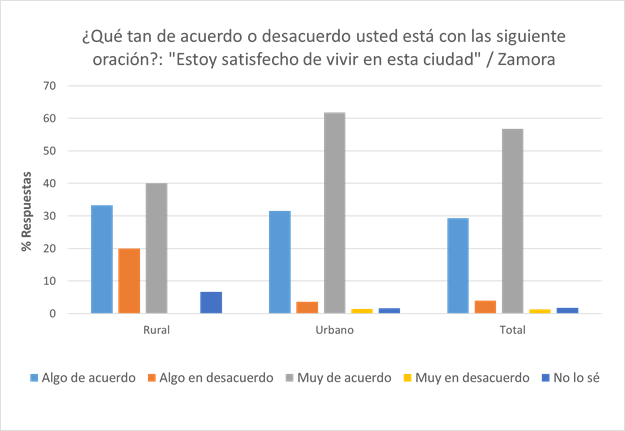 ¿Qué tan de acuerdo o desacuerdo usted está con las siguiente
oración?: "Estoy satisfecho de vivir en esta ciudad" / Zamora
70
60
50
40
30
20
10
0
% Respuestas
Rural Urbano Total
Algo de acuerdo Algo en desacuerdo Muy de acuerdo Muy en desacuerdo No lo sé